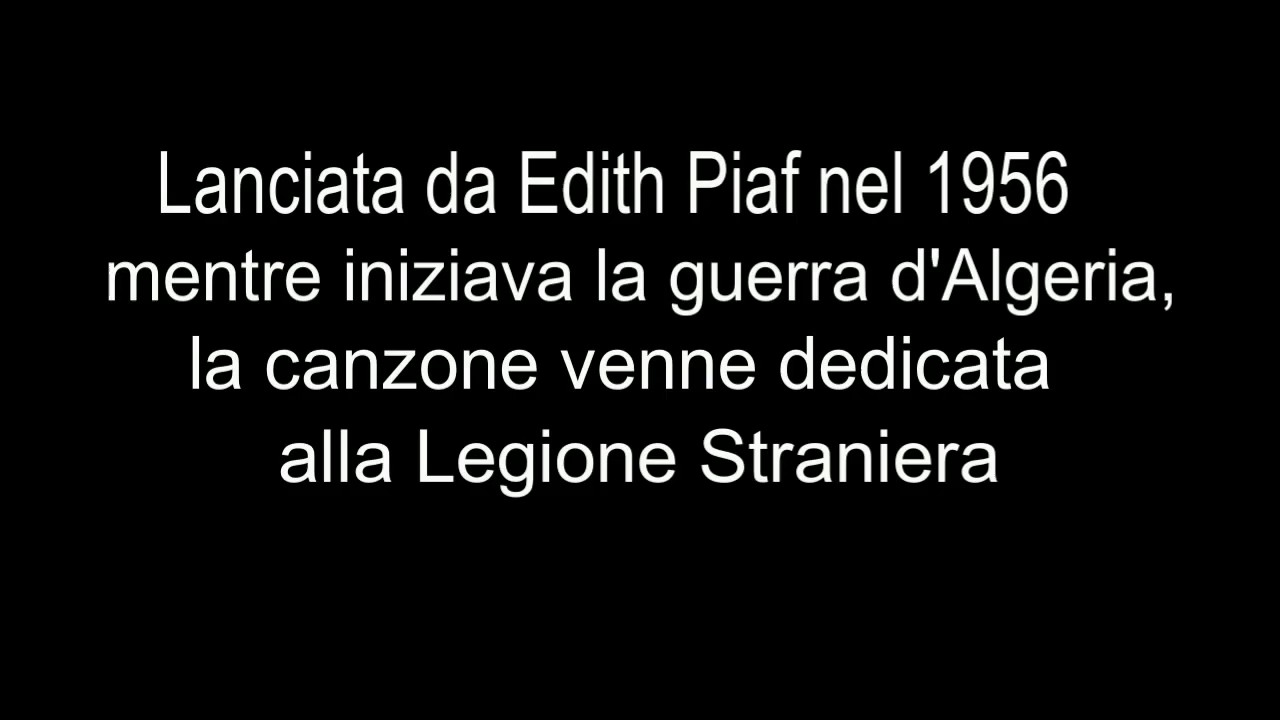 Lanciata da Edith Piaf nel 1956
mentre iniziava la guerra d'Algeria,
la canzone venne dedicata
alla Legione Straniera